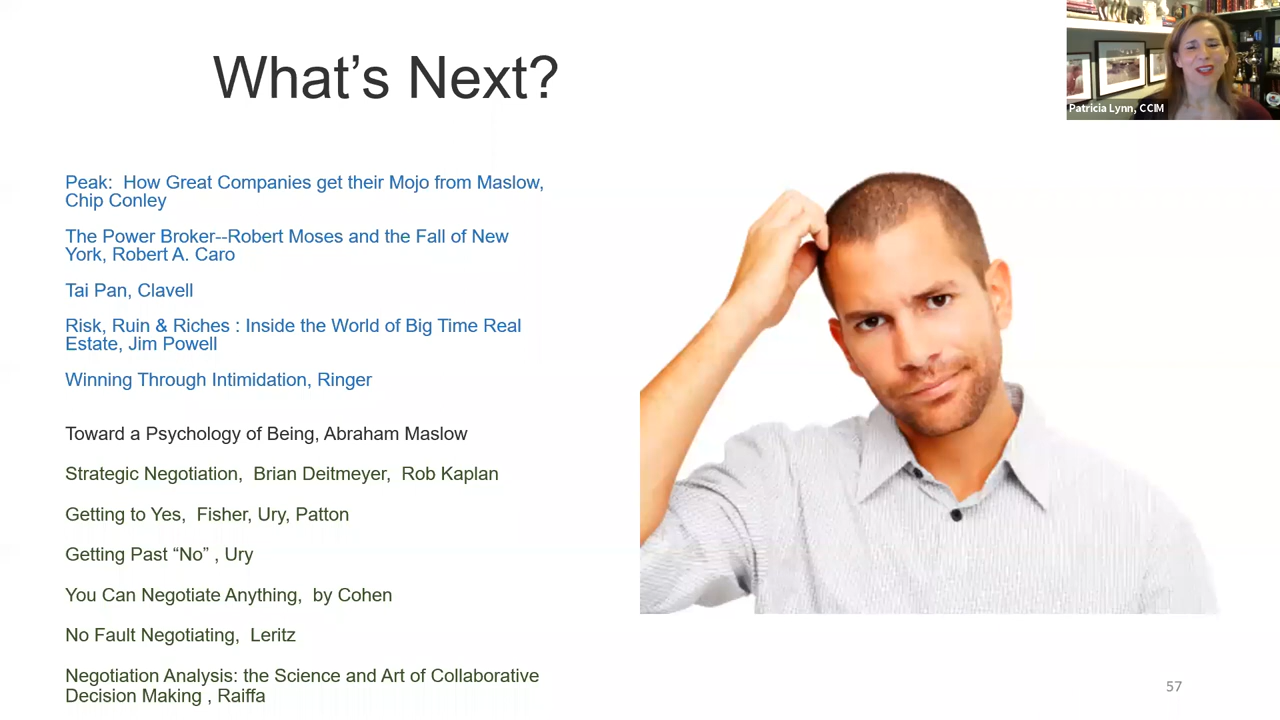 What’s Next?
Patricia Lynn, CCIM
Peak:  How Great Companies get their Mojo from Maslow,
Chip Conley
The Power Broker--Robert Moses and the Fall of New
York, Robert A. Caro
Tai Pan, Clavell
Risk, Ruin & Riches : Inside the World of Big Time Real
Estate, Jim Powell
Winning Through Intimidation, Ringer
Toward a Psychology of Being, Abraham Maslow
Strategic Negotiation,  Brian Deitmeyer,  Rob Kaplan
Getting to Yes,  Fisher, Ury, Patton
Getting Past “No” , Ury
You Can Negotiate Anything,  by Cohen
No Fault Negotiating,  Leritz
Negotiation Analysis: the Science and Art of Collaborative
Decision Making , Raiffa
57